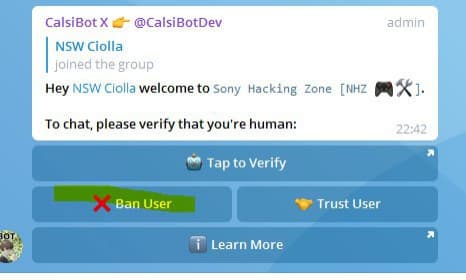 CalsiBot X 👉 @CalsiBotDev admin
NSW Ciolla
joined the group
Hey NSW Ciolla welcome to Sony Hacking Zone [NHZ 🎮🛠].
To chat, please verify that you're human:
22:42
🤖 Tap to Verify
❌ Ban User
🤝 Trust User
BOT
ℹ️ Learn More